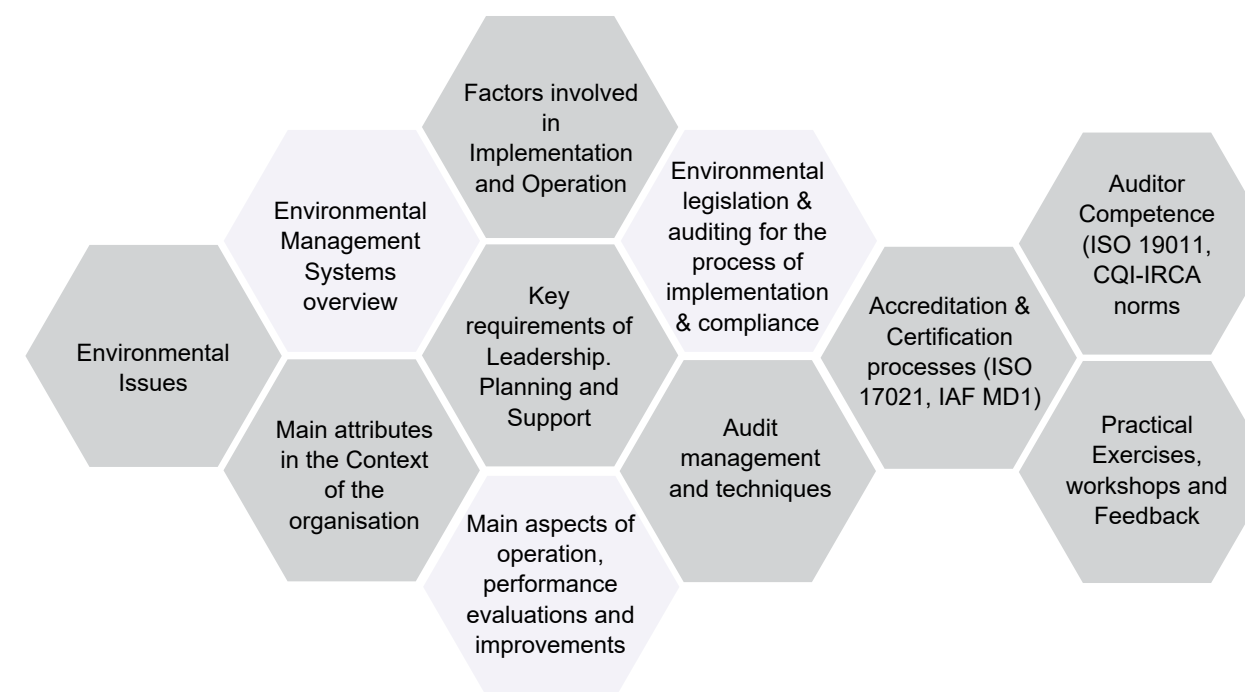 Environmental
Issues
Environmental
Management
Systems
overview
Main attributes
in the Context
of the
organisation
Factors involved
in
Implementation
and Operation
Key
requirements of
Leadership.
Planning and
Support
Main aspects of
operation,
performance
evaluations and
improvements
Environmental
legislation &
auditing for the
process of
implementation
& compliance
Audit
management
and techniques
Accreditation &
Certification
processes (ISO
17021, IAF MD1)
Auditor
Competence
(ISO 19011,
CQI-IRCA
norms
Practical
Exercises,
workshops and
Feedback